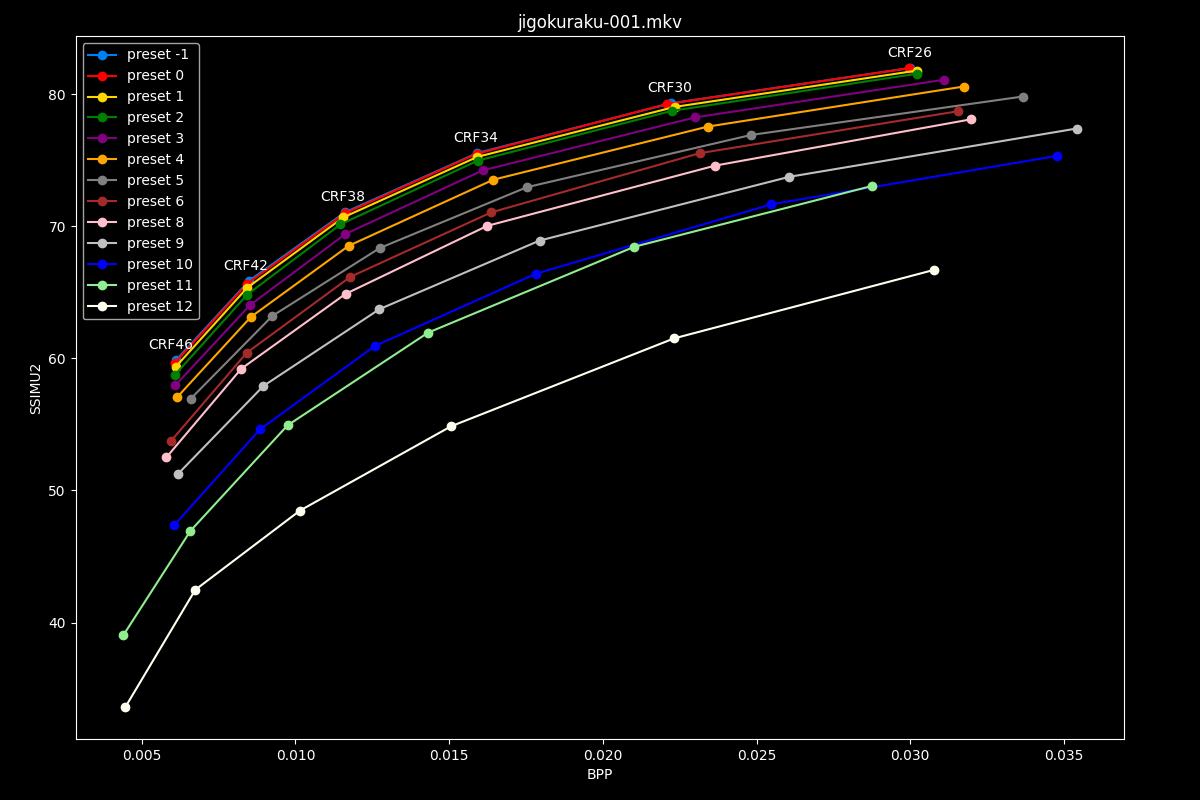 jigokuraku-001.mkv
preset -1
preset 0
preset 1
preset 2
preset 3
preset 4
preset 5
preset 6
preset 8
preset 9
preset 10
preset 11
preset 12
CRF26
CRF30
CRF34
CRF38
CRF42
CRF46
80
70
60
50
40
SSIMU2
0.005 0.010 0.015 0.020 0.025 0.030 0.035
BPP